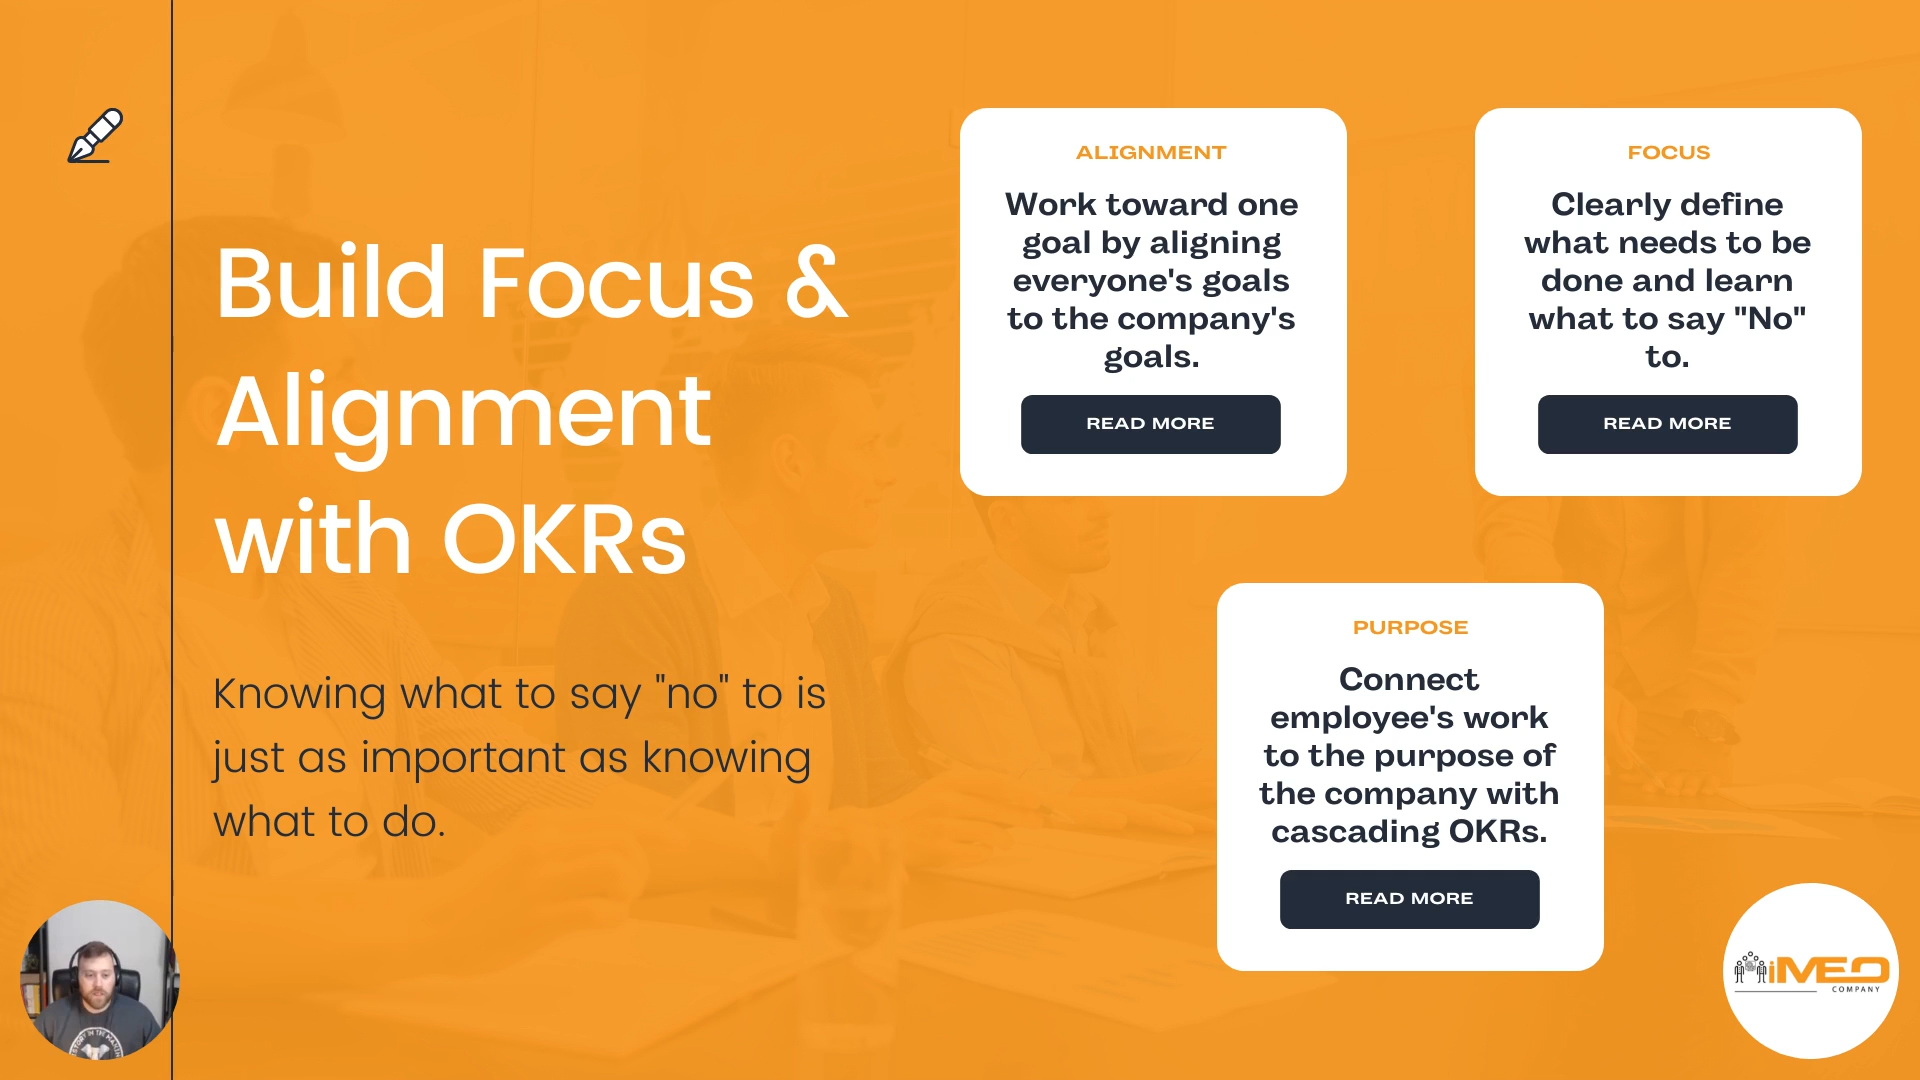 Build Focus &
Alignment
with OKRs
Knowing what to say "no" to is
just as important as knowing
what to do.
ALIGNMENT
Work toward one
goal by aligning
everyone's goals
to the company's
goals.
READ MORE
FOCUS
Clearly define
what needs to be
done and learn
what to say "No"
to.
READ MORE
PURPOSE
Connect
employee's work
to the purpose of
the company with
cascading OKRs.
READ MORE
iMEO
COMPANY